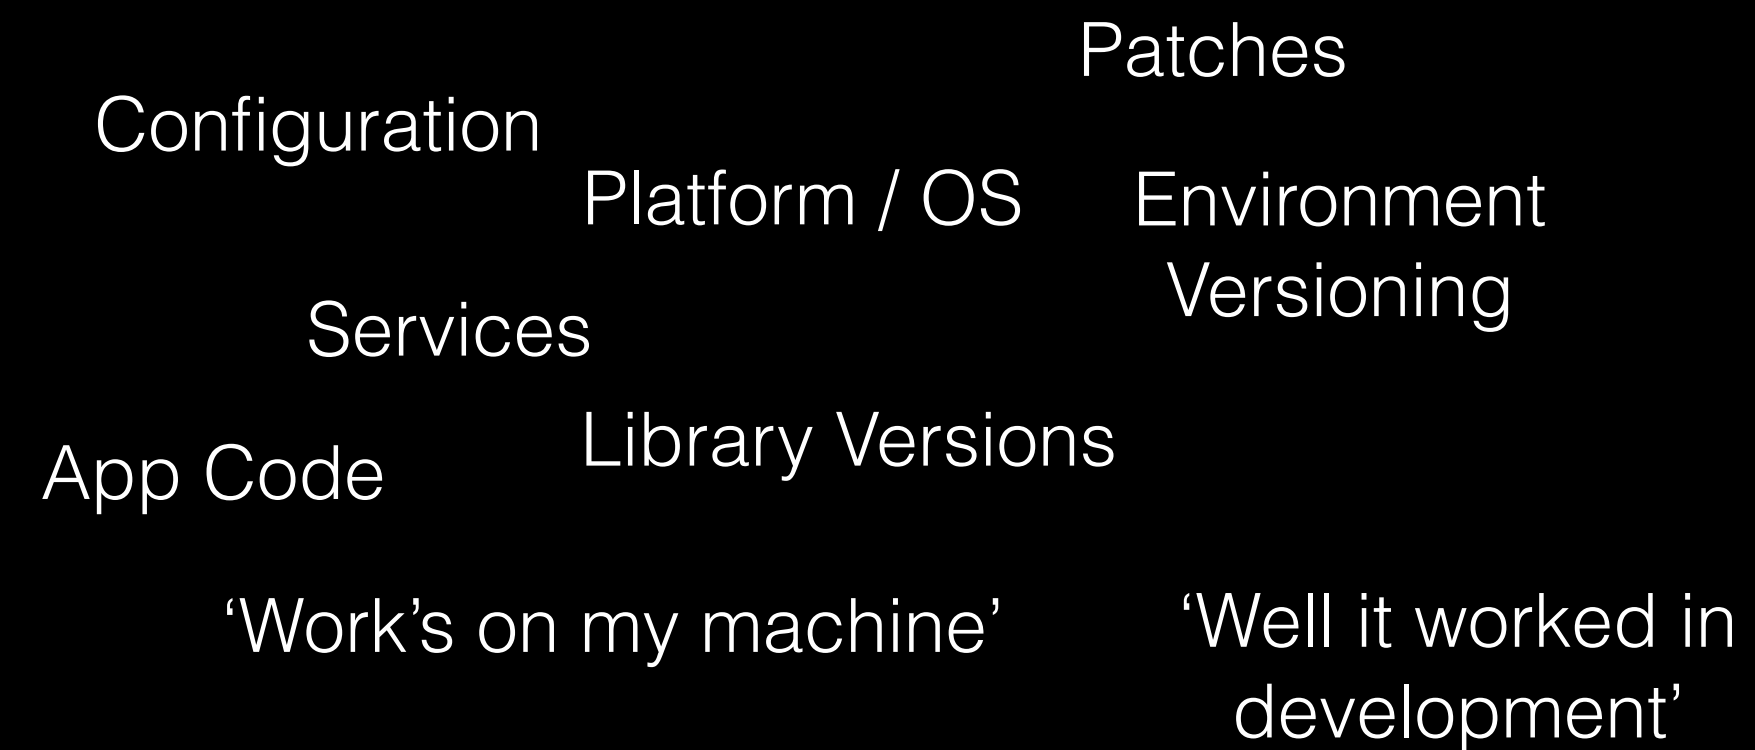 Patches
Configuration
Platform / OS
Environment
Versioning
Services
Library Versions
App Code
‘Work’s on my machine’
‘Well it worked in
development’